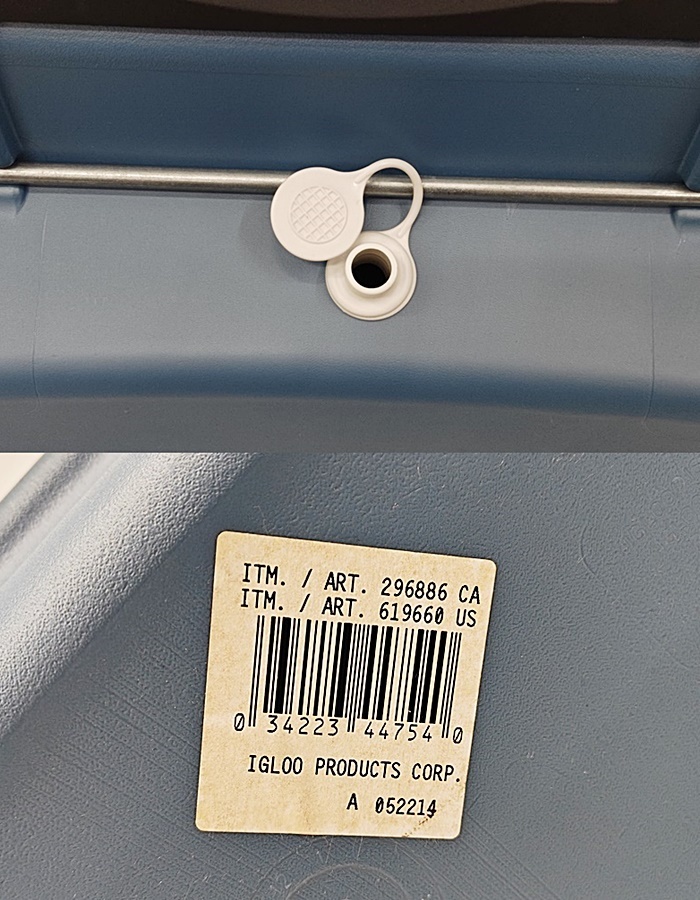 ITM. / ART. 296886 CA
ITM. / ART. 619660 US
0 34223 44754 0
IGLOO PRODUCTS CORP.
A 052214